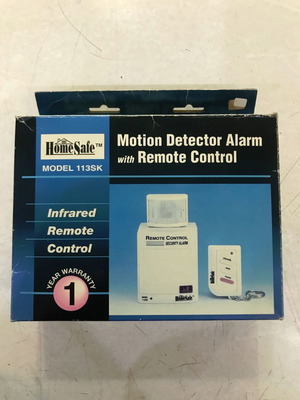 HomeSafe™
MODEL 113SK
Motion Detector Alarm
with Remote Control
Infrared
Remote
Control
YEAR WARRANTY
1
REMOTE CONTROL
SECURITY ALARM
HomeSafe